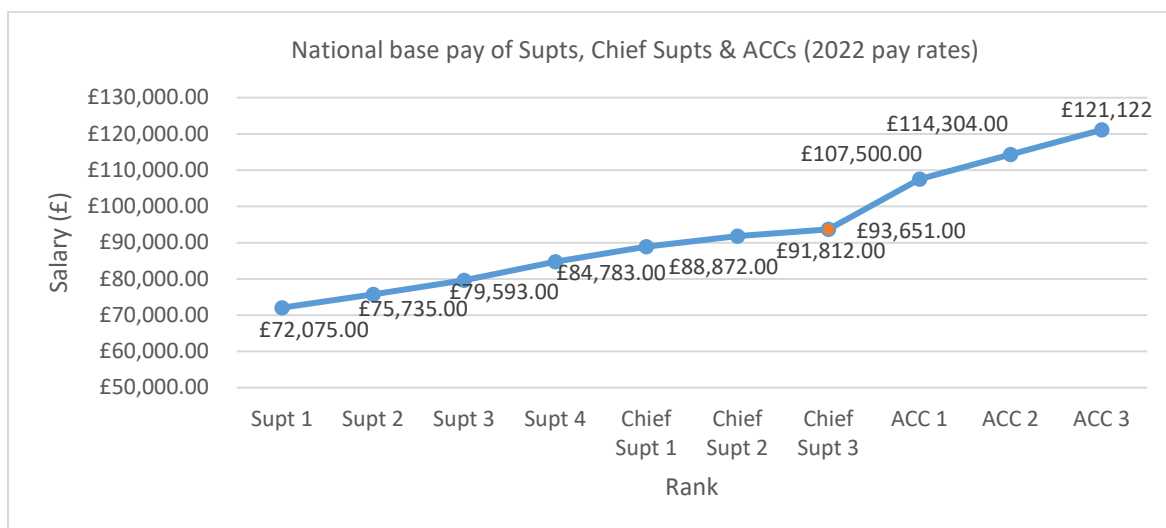 National base pay of Supts, Chief Supts & ACCs (2022 pay rates)
£130,000.00
£120,000.00
£110,000.00
£100,000.00
£90,000.00
£80,000.00
£70,000.00
£60,000.00
£50,000.00
Salary (£)
£72,075.00
£75,735.00
£79,593.00
£84,783.00
£88,872.00
£91,812.00
£93,651.00
£107,500.00
£114,304.00
£121,122
Supt 1
Supt 2
Supt 3
Supt 4
Chief
Supt 1
Chief
Supt 2
Chief
Supt 3
ACC 1
ACC 2
ACC 3
Rank